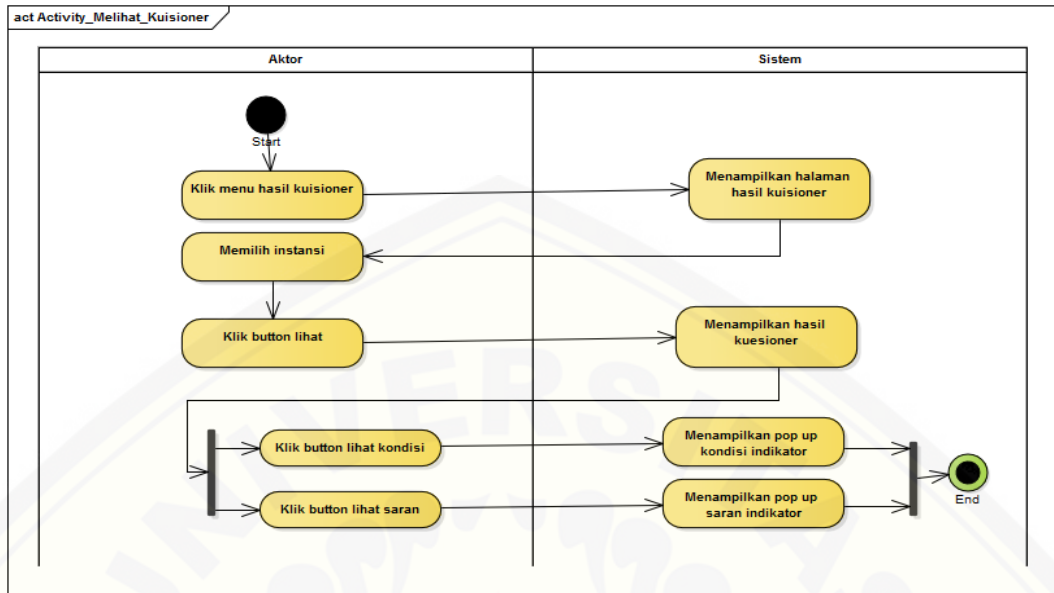 act Activity_Melihat_Kuisioner
Aktor
Sistem
Start
Klik menu hasil kuisioner
Menampilkan halaman
hasil kuisioner
Memilih instansi
Klik button lihat
Menampilkan hasil
kuesioner
Klik button lihat kondisi
Menampilkan pop up
kondisi indikator
Klik button lihat saran
Menampilkan pop up
saran indikator
End
UNIVERSITA